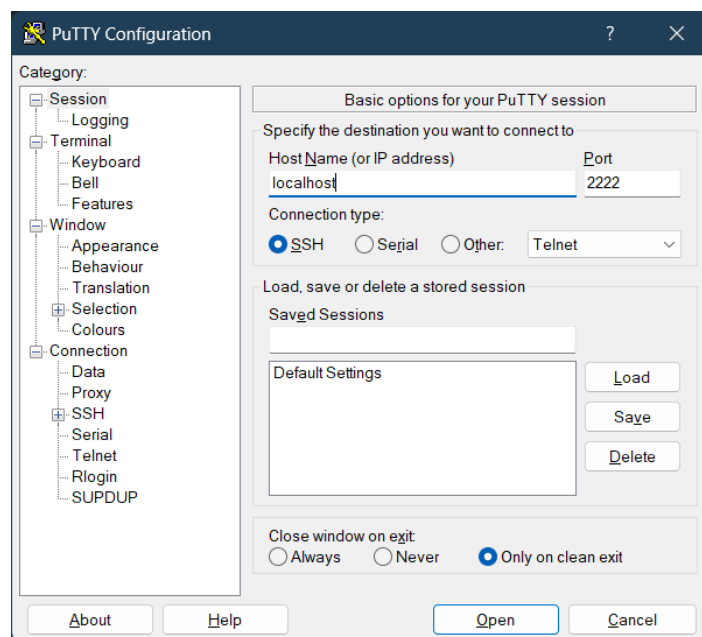 PuTTY Configuration ? ×
Category:
Session
Logging
Terminal
Keyboard
Bell
Features
Window
Appearance
Behaviour
Translation
Selection
Colours
Connection
Data
Proxy
SSH
Serial
Telnet
Rlogin
SUPDUP
Basic options for your PuTTY session
Specify the destination you want to connect to
Host Name (or IP address) Port
localhost 2222
Connection type:
SSH Serial Other: Telnet
Load, save or delete a stored session
Saved Sessions
Default Settings
Load
Save
Delete
Close window on exit:
Always Never Only on clean exit
About Help Open Cancel